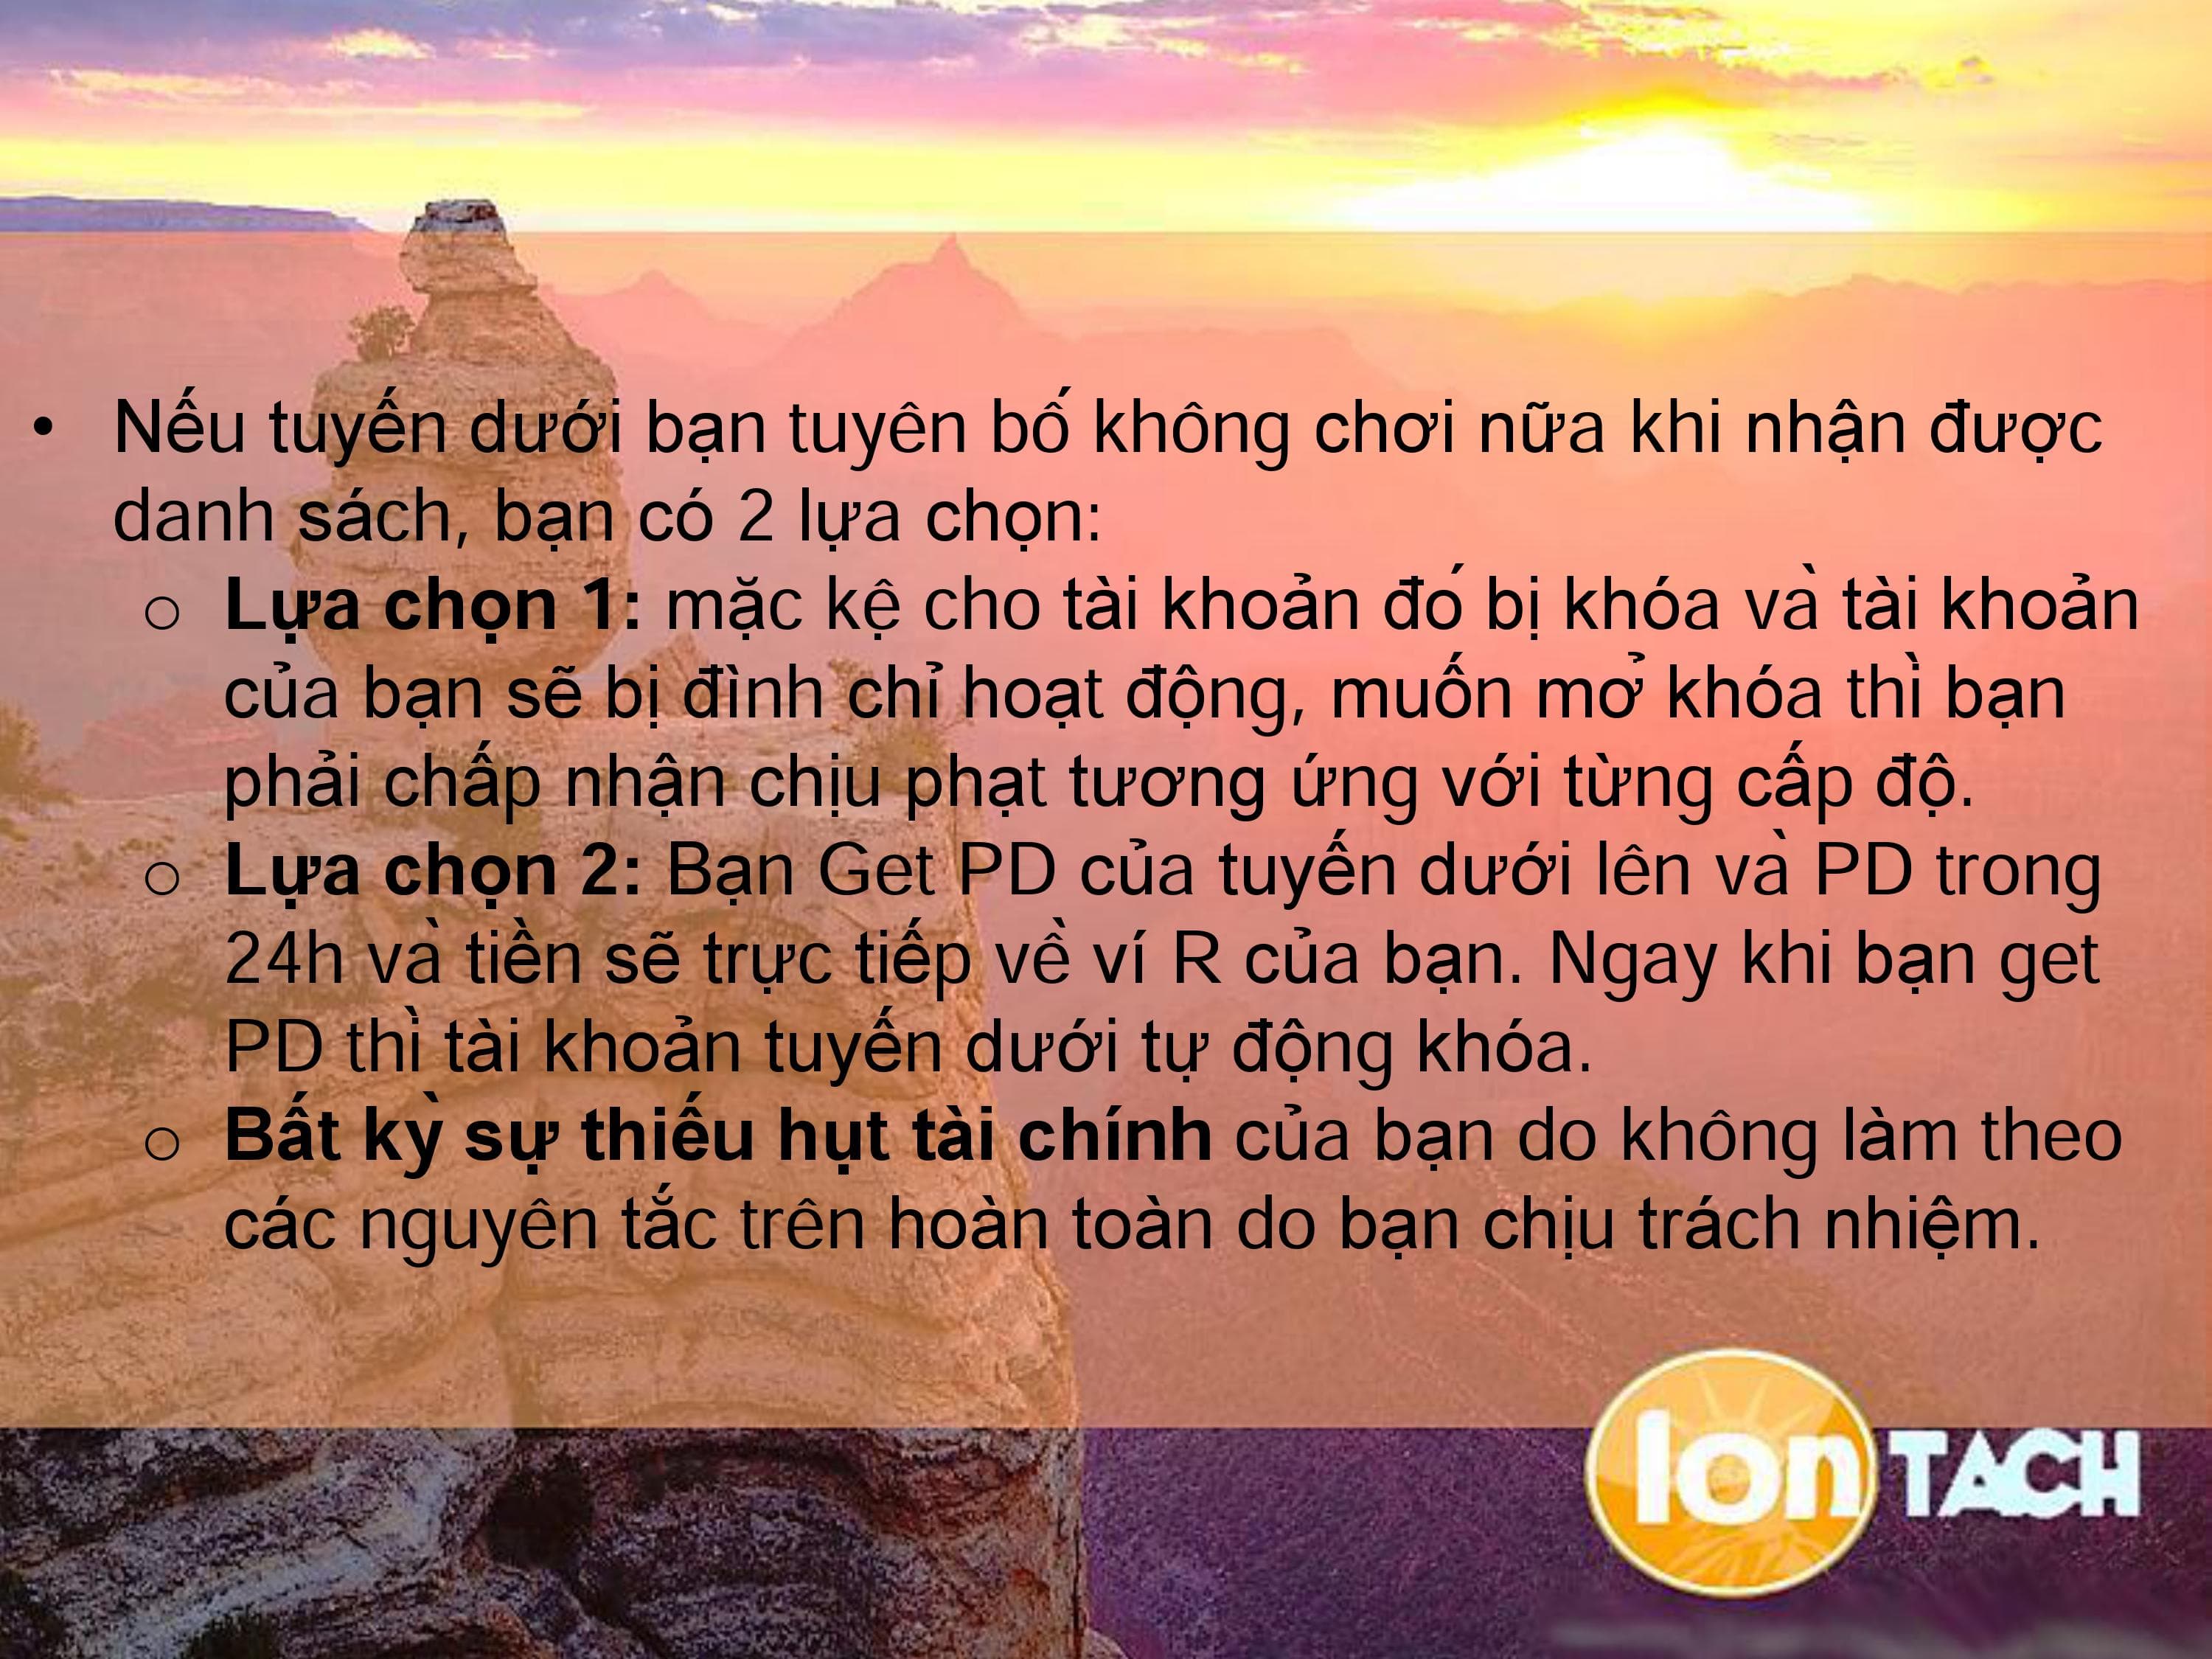 • Nếu tuyến dưới bạn tuyên bố không chơi nữa khi nhận được
danh sách, bạn có 2 lựa chọn:
o Lựa chọn 1: mặc kệ cho tài khoản đó bị khóa và tài khoản
của bạn sẽ bị đình chỉ hoạt động, muốn mở khóa thì bạn
phải chấp nhận chịu phạt tương ứng với từng cấp độ.
o Lựa chọn 2: Bạn Get PD của tuyến dưới lên và PD trong
24h và tiền sẽ trực tiếp về ví R của bạn. Ngay khi bạn get
PD thì tài khoản tuyến dưới tự động khóa.
o Bất kỳ sự thiếu hụt tài chính của bạn do không làm theo
các nguyên tắc trên hoàn toàn do bạn chịu trách nhiệm.
Ion TACH